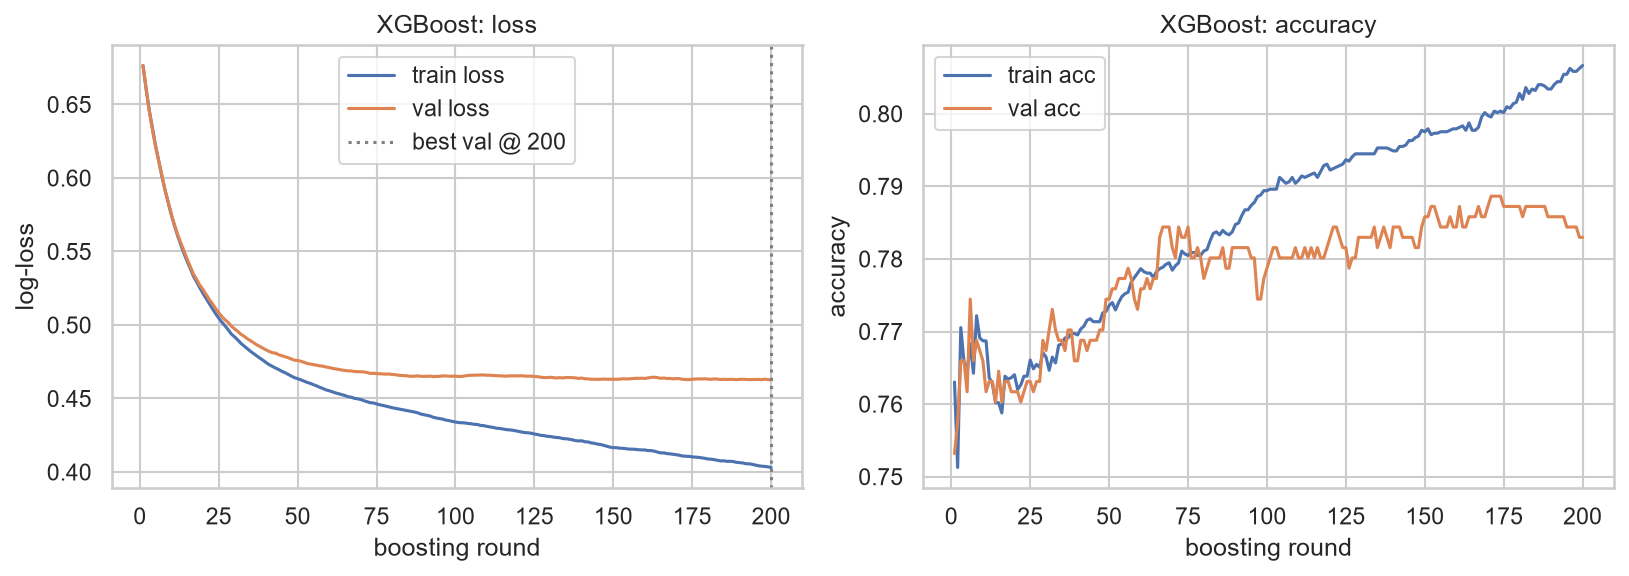 XGBoost: loss
train loss
val loss
best val @ 200
log-loss
0.65
0.60
0.55
0.50
0.45
0.40
0 25 50 75 100 125 150 175 200
boosting round
XGBoost: accuracy
train acc
val acc
accuracy
0.80
0.79
0.78
0.77
0.76
0.75
0 25 50 75 100 125 150 175 200
boosting round